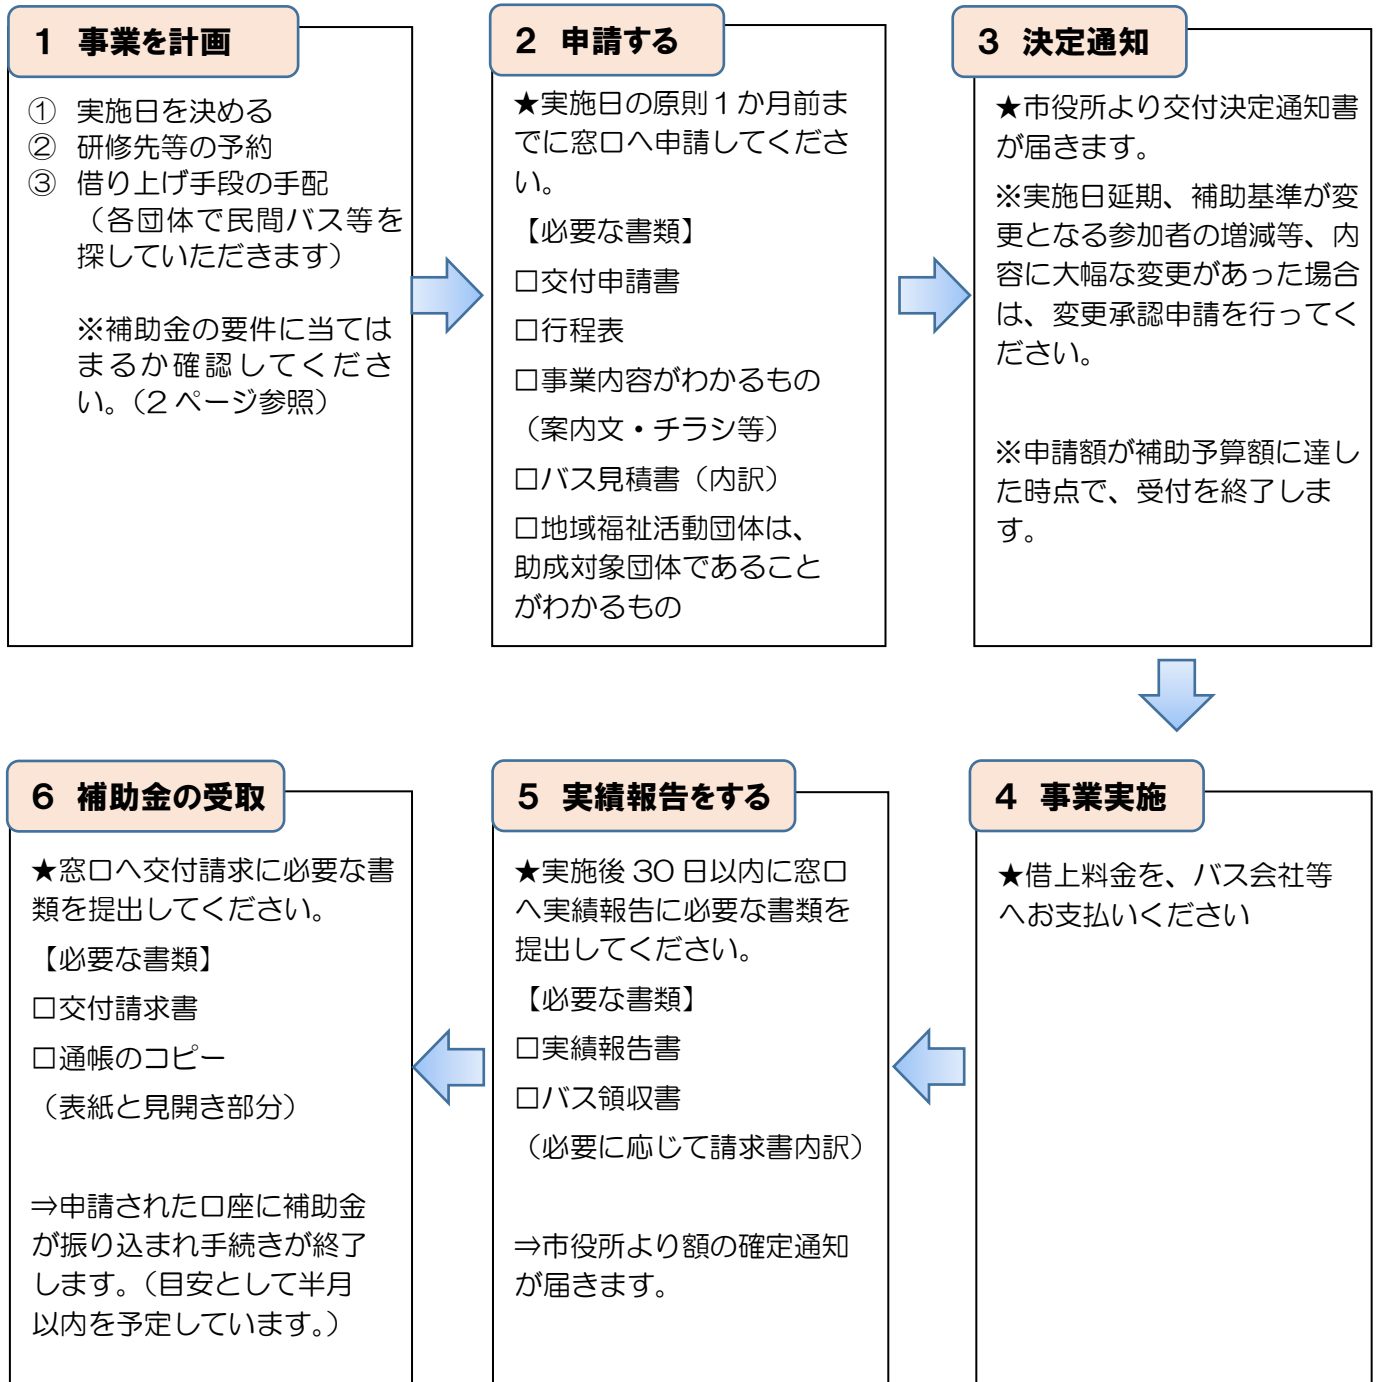 1 事業を計画
① 実施日を決める
② 研修先等の予約
③ 借り上げ手段の手配
（各団体で民間バス等を
探していただきます）
※補助金の要件に当ては
まるか確認してくださ
い。（2 ページ参照）
2 申請する
★実施日の原則１か月前ま
でに窓口へ申請してくださ
い。
【必要な書類】
□交付申請書
□行程表
□事業内容がわかるもの
（案内文・チラシ等）
□バス見積書（内訳）
□地域福祉活動団体は、
助成対象団体であること
がわかるもの
3 決定通知
★市役所より交付決定通知書
が届きます。
※実施日延期、補助基準が変
更となる参加者の増減等、内
容に大幅な変更があった場合
は、変更承認申請を行ってく
ださい。
※申請額が補助予算額に達し
た時点で、受付を終了しま
す。
4 事業実施
★借上料金を、バス会社等
へお支払いください
5 実績報告をする
★実施後 30 日以内に窓口
へ実績報告に必要な書類を
提出してください。
【必要な書類】
□実績報告書
□バス領収書
（必要に応じて請求書内訳）
⇒市役所より額の確定通知
が届きます。
6 補助金の受取
★窓口へ交付請求に必要な書
類を提出してください。
【必要な書類】
□交付請求書
□通帳のコピー
（表紙と見開き部分）
⇒申請された口座に補助金
が振り込まれ手続きが終了
します。（目安として半月
以内を予定しています。）